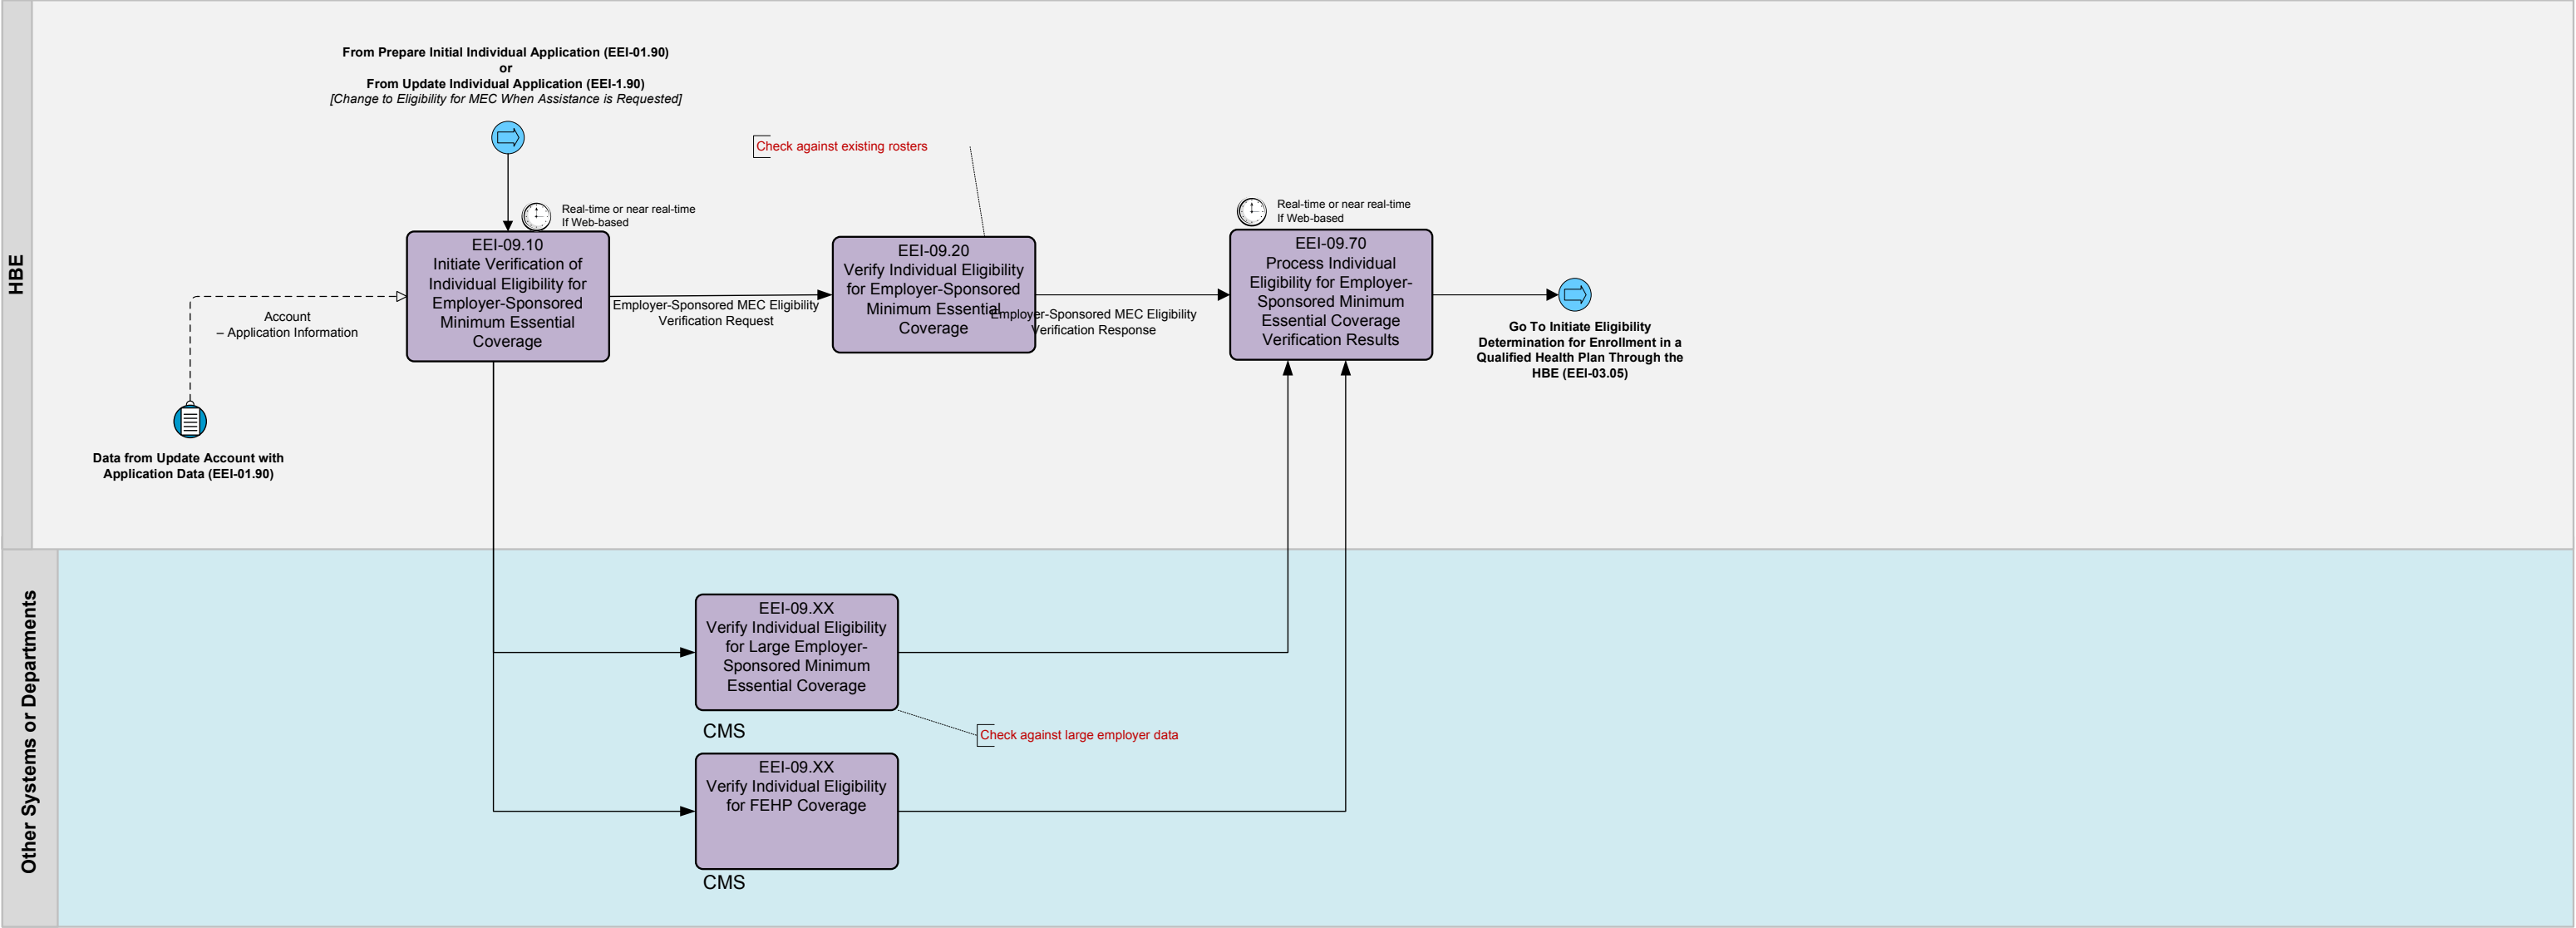 From Prepare Initial Individual Application (EEI-01.90)
or
From Update Individual Application (EEI-1.90)
[Change to Eligibility for MEC When Assistance is Requested]
Check against existing rosters
Real-time or near real-time
If Web-based
Real-time or near real-time
If Web-based
HBE
EEI-09.10
Initiate Verification of
Individual Eligibility for
Employer-Sponsored
Minimum Essential
Coverage
Employer-Sponsored MEC Eligibility
Verification Request
EEI-09.20
Verify Individual Eligibility
for Employer-Sponsored
Minimum Essential
Coverage
Employer-Sponsored MEC Eligibility
Verification Response
EEI-09.70
Process Individual
Eligibility for Employer-
Sponsored Minimum
Essential Coverage
Verification Results
Account
– Application Information
Go To Initiate Eligibility
Determination for Enrollment in a
Qualified Health Plan Through the
HBE (EEI-03.05)
Data from Update Account with
Application Data (EEI-01.90)
Other Systems or Departments
EEI-09.XX
Verify Individual Eligibility
for Large Employer-
Sponsored Minimum
Essential Coverage
CMS
Check against large employer data
EEI-09.XX
Verify Individual Eligibility
for FEHP Coverage
CMS